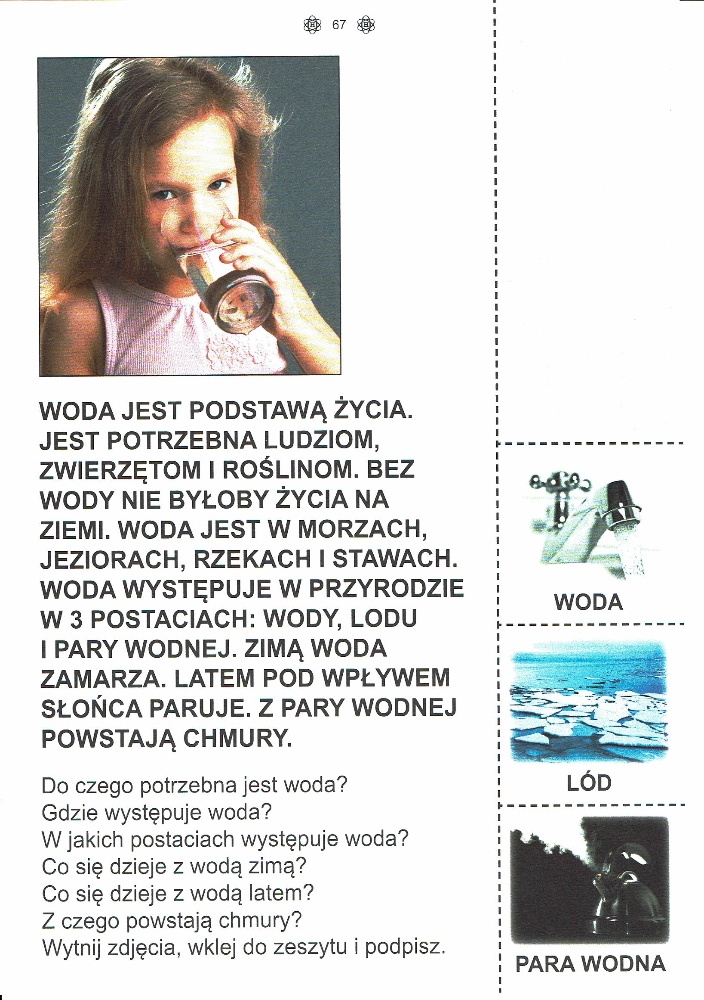 67
WODA JEST PODSTAWĄ ŻYCIA.
JEST POTRZEBNA LUDZIOM,
ZWIERZĘTOM I ROŚLINOM. BEZ
WODY NIE BYŁOBY ŻYCIA NA
ZIEMI. WODA JEST W MORZACH,
JEZIORACH, RZEKACH I STAWACH.
WODA WYSTĘPUJE W PRZYRODZIE
W 3 POSTACIACH: WODY, LODU
I PARY WODNEJ. ZIMĄ WODA
ZAMARZA. LATEM POD WPŁYWEM
SŁOŃCA PARUJE. Z PARY WODNEJ
POWSTAJĄ CHMURY.
Do czego potrzebna jest woda?
Gdzie występuje woda?
W jakich postaciach występuje woda?
Co się dzieje z wodą zimą?
Co się dzieje z wodą latem?
Z czego powstają chmury?
Wytnij zdjęcia, wklej do zeszytu i podpisz.
WODA
LÓD
PARA WODNA